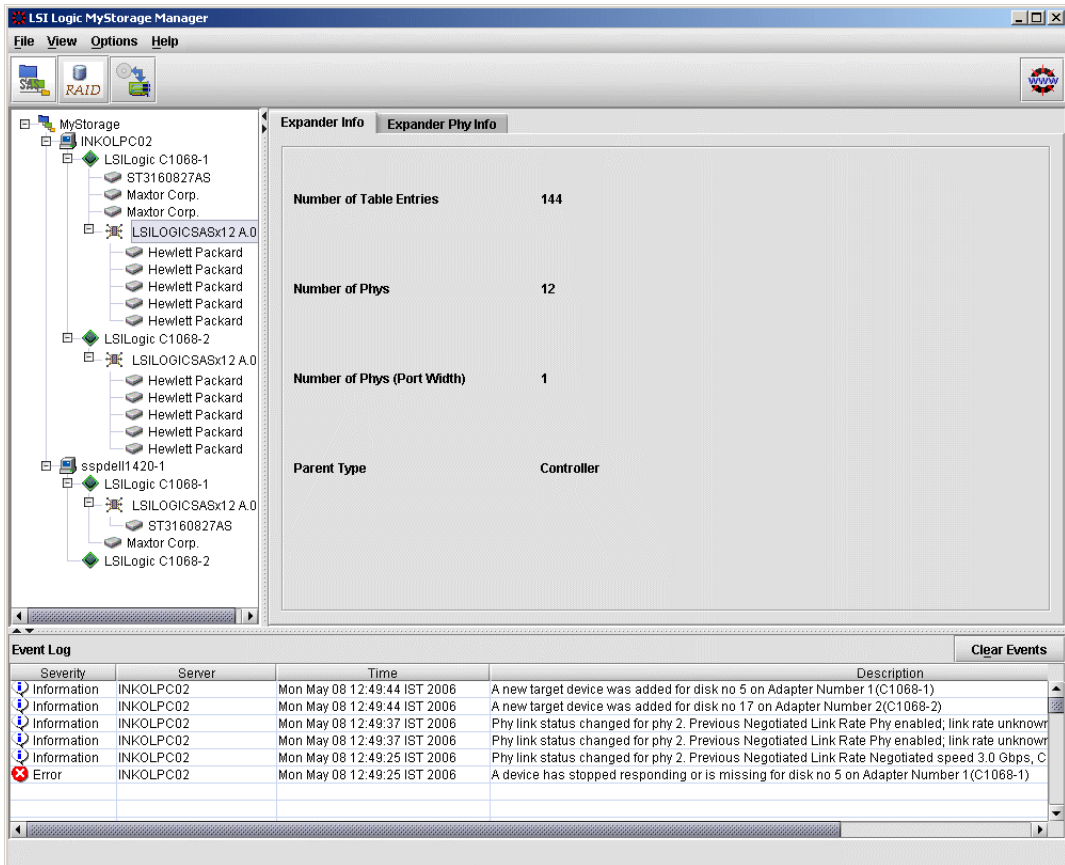 LSI Logic MyStorage Manager
File View Options Help
SAS RAID www
MyStorage
INKOLPC02
LSILogic C1068-1
ST3160827AS
Maxtor Corp.
Maxtor Corp.
LSILOGICSASx12 A.0
Hewlett Packard
Hewlett Packard
Hewlett Packard
Hewlett Packard
Hewlett Packard
LSILogic C1068-2
LSILOGICSASx12 A.0
Hewlett Packard
Hewlett Packard
Hewlett Packard
Hewlett Packard
Hewlett Packard
sspdell1420-1
LSILogic C1068-1
LSILOGICSASx12 A.0
ST3160827AS
Maxtor Corp.
LSILogic C1068-2
Expander Info Expander Phy Info
Number of Table Entries 144
Number of Phys 12
Number of Phys (Port Width) 1
Parent Type Controller
Event Log Clear Events
Severity Server Time Description
Information INKOLPC02 Mon May 08 12:49:44 IST 2006 A new target device was added for disk no 5 on Adapter Number 1(C1068-1)
Information INKOLPC02 Mon May 08 12:49:44 IST 2006 A new target device was added for disk no 17 on Adapter Number 2(C1068-2)
Information INKOLPC02 Mon May 08 12:49:37 IST 2006 Phy link status changed for phy 2. Previous Negotiated Link Rate Phy enabled; link rate unknown
Information INKOLPC02 Mon May 08 12:49:37 IST 2006 Phy link status changed for phy 2. Previous Negotiated Link Rate Phy enabled; link rate unknown
Information INKOLPC02 Mon May 08 12:49:25 IST 2006 Phy link status changed for phy 2. Previous Negotiated Link Rate Negotiated speed 3.0 Gbps, C
Error INKOLPC02 Mon May 08 12:49:25 IST 2006 A device has stopped responding or is missing for disk no 5 on Adapter Number 1(C1068-1)